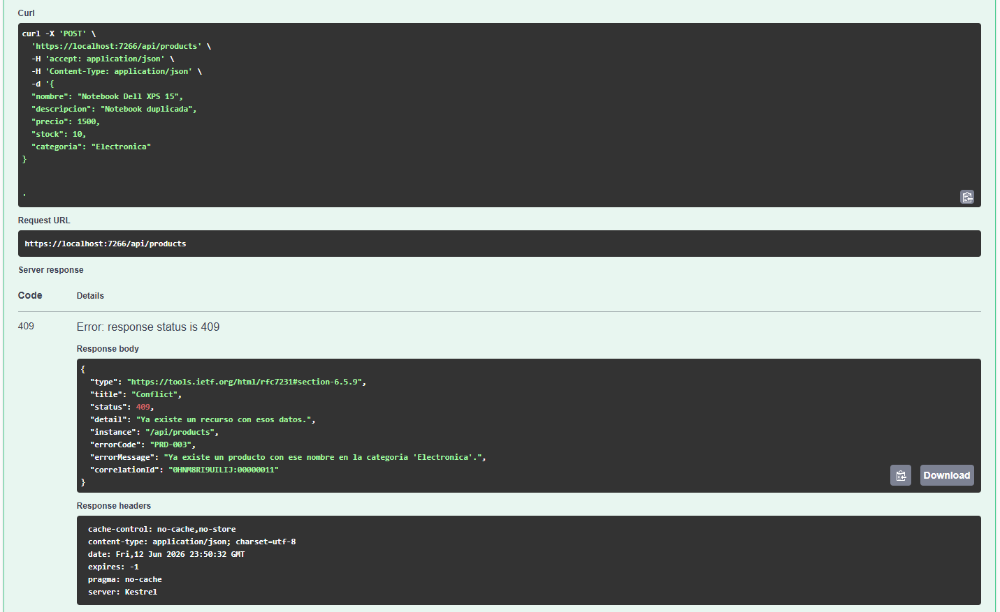 Curl
curl -X 'POST' \
  'https://localhost:7266/api/products' \
  -H 'accept: application/json' \
  -H 'Content-Type: application/json' \
  -d '{
  "nombre": "Notebook Dell XPS 15",
  "descripcion": "Notebook duplicada",
  "precio": 1500,
  "stock": 10,
  "categoria": "Electronica"
}
'
Request URL
https://localhost:7266/api/products
Server response
Code Details
409 Error: response status is 409
Response body
{
  "type": "https://tools.ietf.org/html/rfc7231#section-6.5.9",
  "title": "Conflict",
  "status": 409,
  "detail": "Ya existe un recurso con esos datos.",
  "instance": "/api/products",
  "errorCode": "PRD-003",
  "errorMessage": "Ya existe un producto con ese nombre en la categoria 'Electronica'.",
  "correlationId": "0HNM8RI9UILIJ:00000011"
}
Download
Response headers
cache-control: no-cache,no-store
content-type: application/json; charset=utf-8
date: Fri,12 Jun 2026 23:50:32 GMT
expires: -1
pragma: no-cache
server: Kestrel